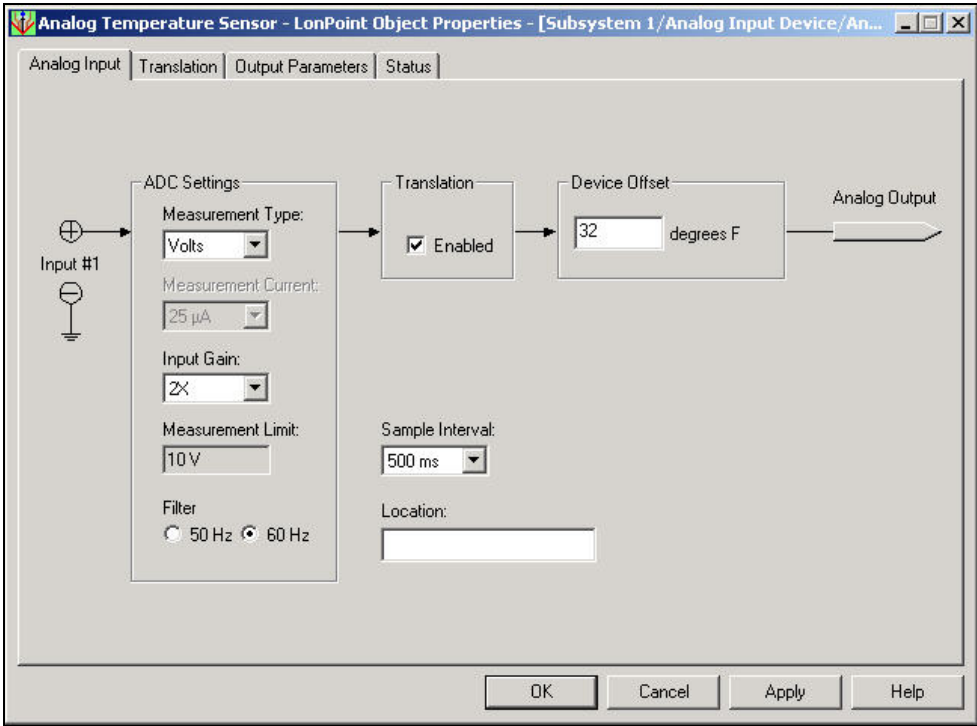 Analog Temperature Sensor - LonPoint Object Properties - [Subsystem 1/Analog Input Device/An...
Analog Input Translation Output Parameters Status
ADC Settings
Measurement Type:
Volts
Measurement Current:
25 µA
Input Gain:
2X
Measurement Limit:
10 V
Filter
50 Hz 60 Hz
Input #1
Translation
Enabled
Device Offset
32 degrees F
Analog Output
Sample Interval:
500 ms
Location:
OK Cancel Apply Help